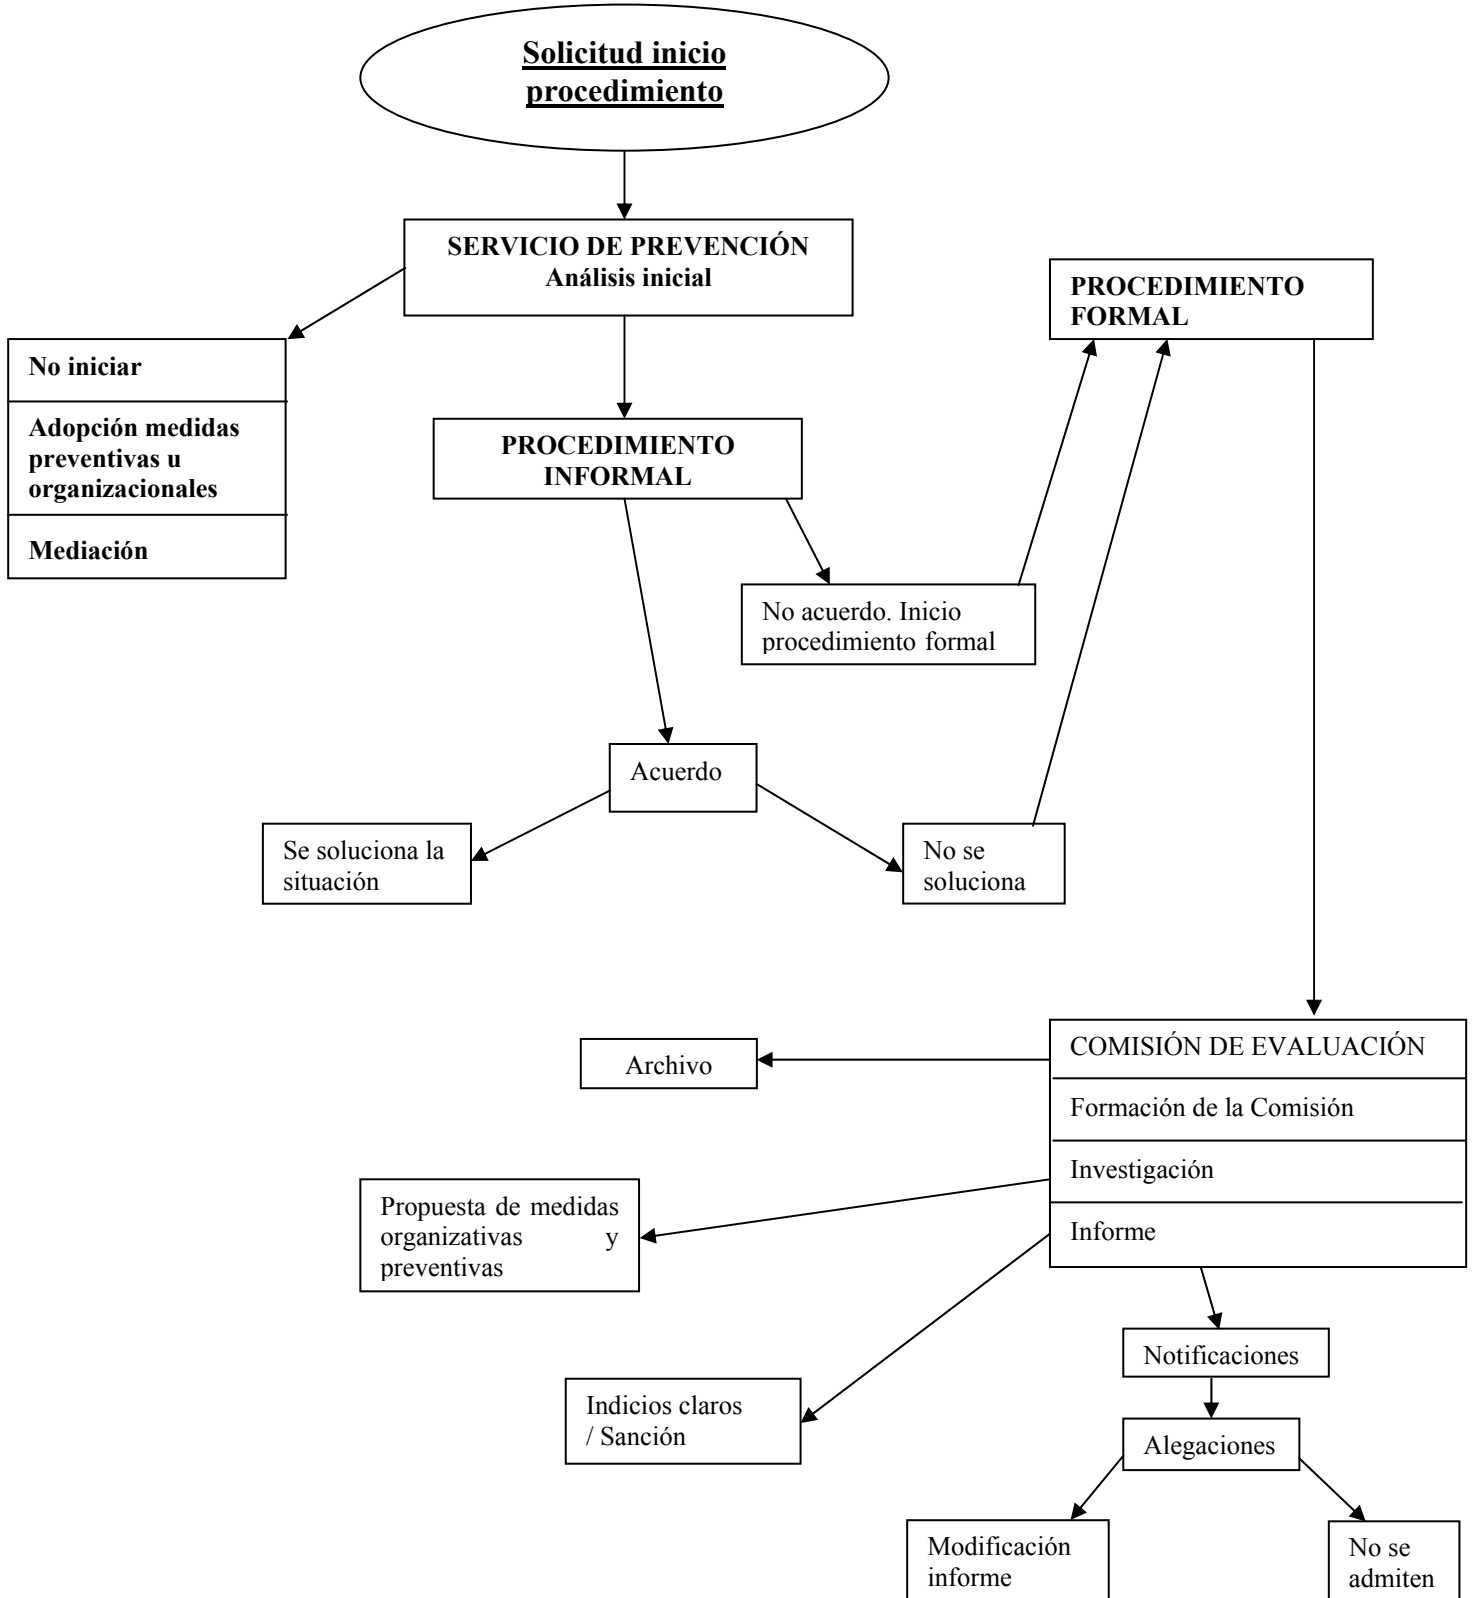 Solicitud inicio
procedimiento
SERVICIO DE PREVENCIÓN
Análisis inicial
PROCEDIMIENTO
FORMAL
No iniciar
Adopción medidas
preventivas u
organizacionales
Mediación
PROCEDIMIENTO
INFORMAL
No acuerdo. Inicio
procedimiento formal
Acuerdo
Se soluciona la
situación
No se
soluciona
COMISIÓN DE EVALUACIÓN
Formación de la Comisión
Investigación
Informe
Archivo
Propuesta de medidas
organizativas y
preventivas
Indicios claros
/ Sanción
Notificaciones
Alegaciones
Modificación
informe
No se
admiten